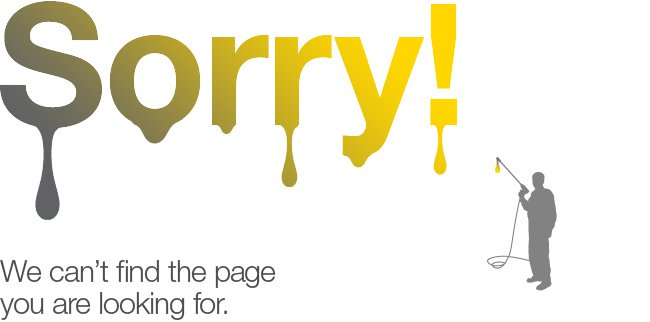 Sorry!
We can’t find the page
you are looking for.